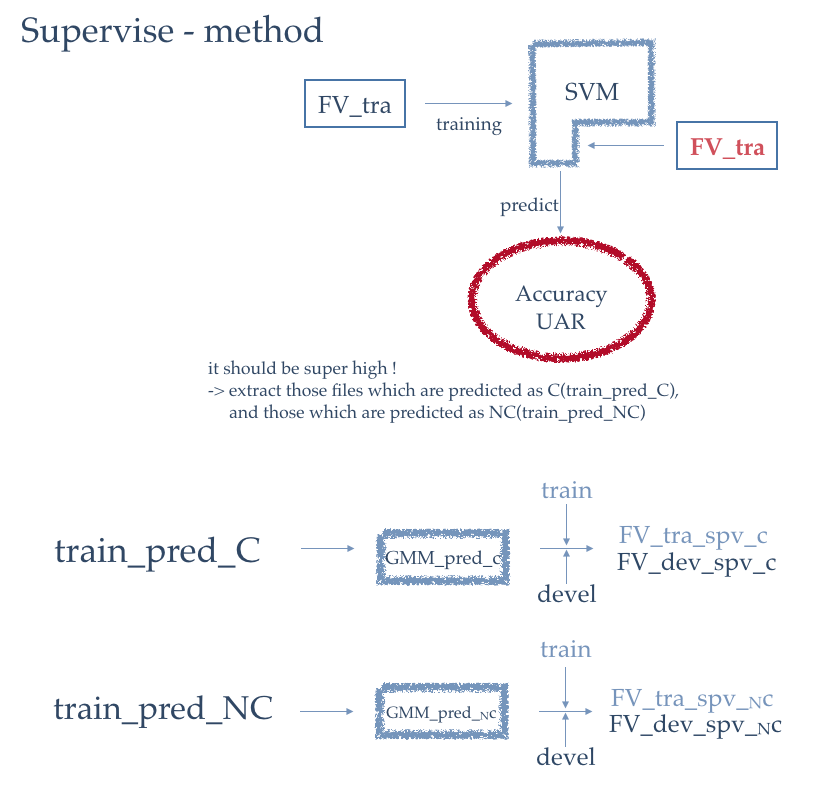 Supervise - method
SVM
FV_tra
training
FV_tra
predict
Accuracy
UAR
it should be super high !
-> extract those files which are predicted as C(train_pred_C),
and those which are predicted as NC(train_pred_NC)
train
FV_tra_spv_c
train_pred_C
GMM_pred_c
FV_dev_spv_c
devel
train
FV_tra_spv_Nc
train_pred_NC
GMM_pred_Nc
FV_dev_spv_Nc
devel